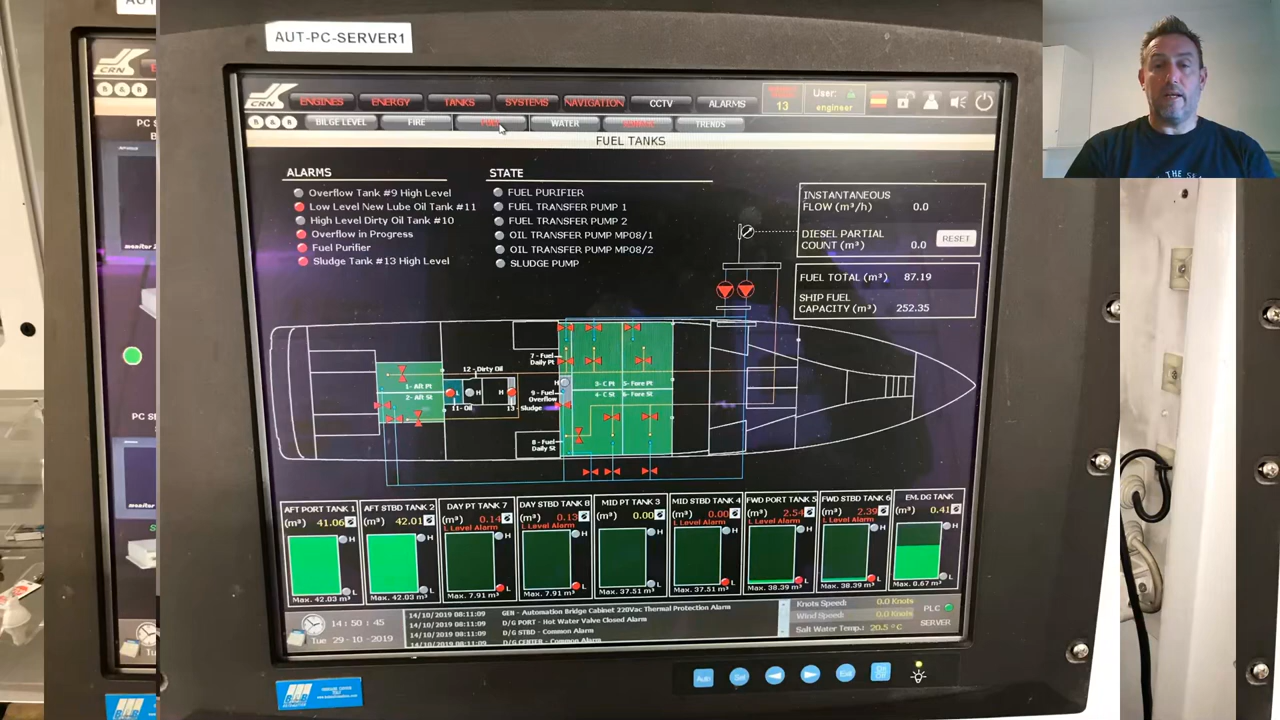 AUT-PC-SERVER1
CRN
ENGINES ENERGY TANKS SYSTEMS NAVIGATION CCTV ALARMS
13
User:
engineer
B & B BILGE LEVEL FIRE WATER TRENDS
FUEL TANKS
ALARMS
Overflow Tank #9 High Level
Low Level New Lube Oil Tank #11
High Level Dirty Oil Tank #10
Overflow in Progress
Fuel Purifier
Sludge Tank #13 High Level
STATE
FUEL PURIFIER
FUEL TRANSFER PUMP 1
FUEL TRANSFER PUMP 2
OIL TRANSFER PUMP MP08/1
OIL TRANSFER PUMP MP08/2
SLUDGE PUMP
INSTANTANEOUS
FLOW (m³/h) 0.0
DIESEL PARTIAL
COUNT (m³) 0.0 RESET
FUEL TOTAL (m³) 87.19
SHIP FUEL
CAPACITY (m³) 252.35
7 - Fuel
Daily Pt
12 - Dirty Oil
1- Aft Pt
2- Aft St
11- Oil
13 - Sludge
L H H H
9 - Fuel
Overflow
3- C Pt 5- Fore Pt
4- C St 6- Fore St
8 - Fuel
Daily St
AFT PORT TANK 1
(m³) 41.06
H
L
Max. 42.03 m³
AFT STBD TANK 2
(m³) 42.01
H
L
Max. 42.03 m³
DAY PT TANK 7
(m³) 0.14
L Level Alarm
H
L
Max. 7.91 m³
DAY STBD TANK 8
(m³) 0.13
L Level Alarm
H
L
Max. 7.91 m³
MID PT TANK 3
(m³) 0.00
H
L
Max. 37.51 m³
MID STBD TANK 4
(m³) 0.00
L Level Alarm
H
L
Max. 37.51 m³
FWD PORT TANK 5
(m³) 2.54
L Level Alarm
H
L
Max. 38.39 m³
FWD STBD TANK 6
(m³) 2.39
L Level Alarm
H
L
Max. 38.39 m³
EM. DG TANK
(m³) 0.41
H
L
Max. 0.67 m³
14 : 50 : 45
Tue 29 - 10 - 2019
14/10/2019 08:11:09 GEN - Automation Bridge Cabinet 220Vac Thermal Protection Alarm
14/10/2019 08:11:09 D/G PORT - Hot Water Valve Closed Alarm
14/10/2019 08:11:09 D/G STBD - Common Alarm
14/10/2019 08:11:09 D/G CENTER - Common Alarm
Knots Speed: 0.0 Knots
Wind Speed: 0.0 Knots
Salt Water Temp.: 20.5 °C
PLC
SERVER
Auto Exit
B&B
THE SE